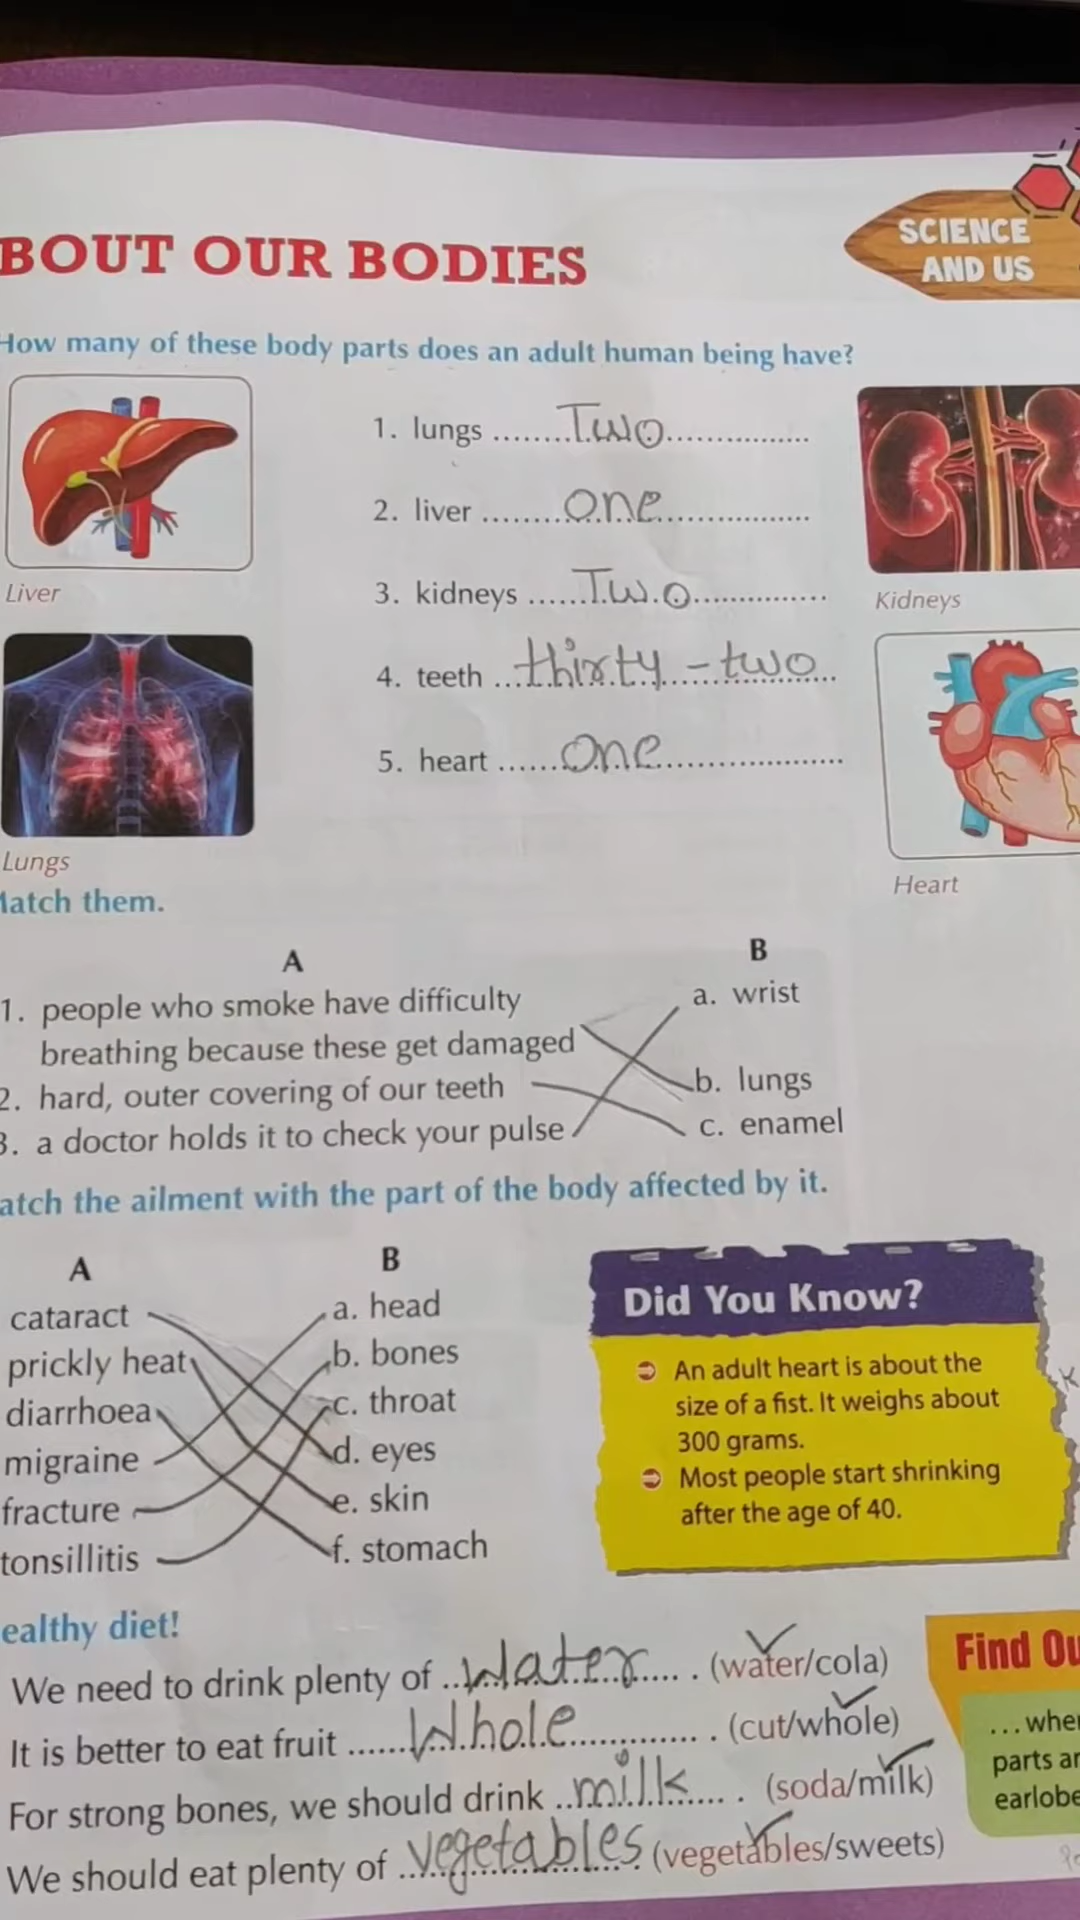 BOUT OUR BODIES
SCIENCE
AND US
How many of these body parts does an adult human being have?
1. lungs ........Two................
2. liver ........one................
3. kidneys ......Two...............
4. teeth ...thirty-two...
5. heart ......one.....................
Liver
Kidneys
Lungs
Heart
Match them.
A
B
1. people who smoke have difficulty
breathing because these get damaged
2. hard, outer covering of our teeth
3. a doctor holds it to check your pulse
a. wrist
b. lungs
c. enamel
atch the ailment with the part of the body affected by it.
A
B
cataract
prickly heat
diarrhoea
migraine
fracture
tonsillitis
a. head
b. bones
c. throat
d. eyes
e. skin
f. stomach
Did You Know?
An adult heart is about the
size of a fist. It weighs about
300 grams.
Most people start shrinking
after the age of 40.
ealthy diet!
We need to drink plenty of ...Water.... . (water/cola)
It is better to eat fruit ......Whole............. . (cut/whole)
For strong bones, we should drink ..milk.... . (soda/milk)
We should eat plenty of ...vegetables. (vegetables/sweets)
Find Ou
...wher
parts ar
earlobe